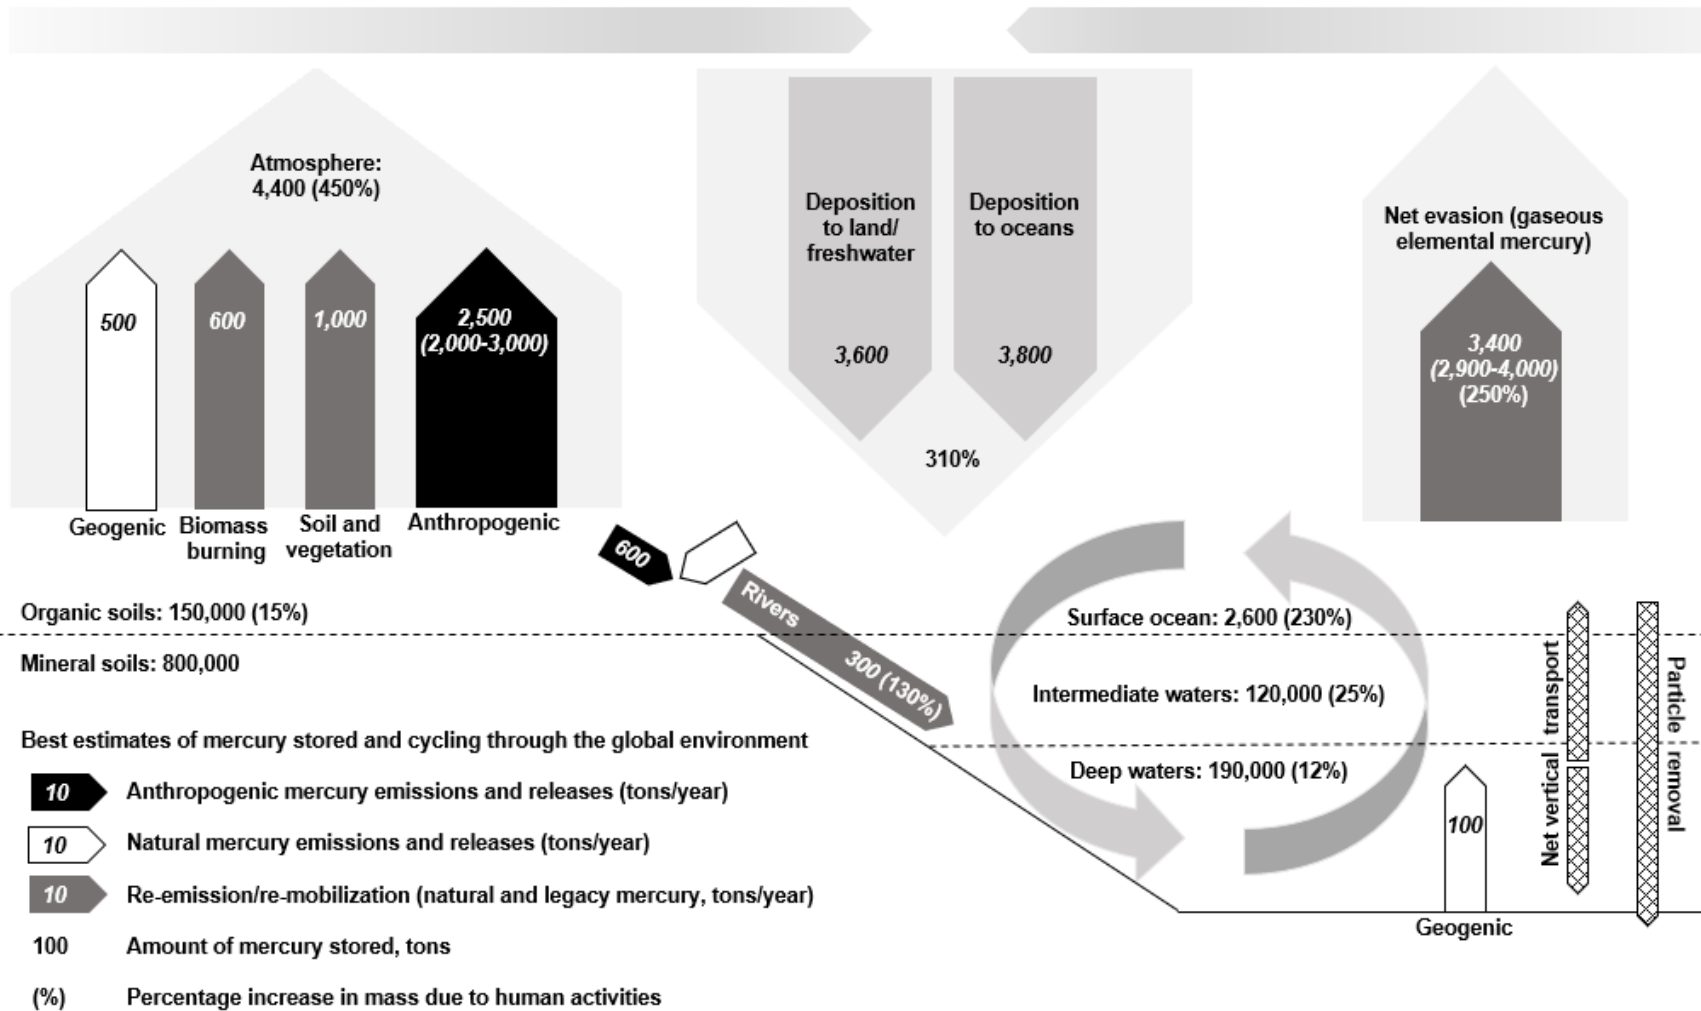 Atmosphere:
4,400 (450%)
500
600
1,000
2,500
(2,000-3,000)
Geogenic
Biomass
burning
Soil and
vegetation
Anthropogenic
Deposition
to land/
freshwater
3,600
Deposition
to oceans
3,800
310%
Net evasion (gaseous
elemental mercury)
3,400
(2,900-4,000)
(250%)
600
Rivers
300 (130%)
Organic soils: 150,000 (15%)
Mineral soils: 800,000
Surface ocean: 2,600 (230%)
Intermediate waters: 120,000 (25%)
Deep waters: 190,000 (12%)
100
Geogenic
Net vertical transport
Particle removal
Best estimates of mercury stored and cycling through the global environment
10 Anthropogenic mercury emissions and releases (tons/year)
10 Natural mercury emissions and releases (tons/year)
10 Re-emission/re-mobilization (natural and legacy mercury, tons/year)
100 Amount of mercury stored, tons
(%) Percentage increase in mass due to human activities